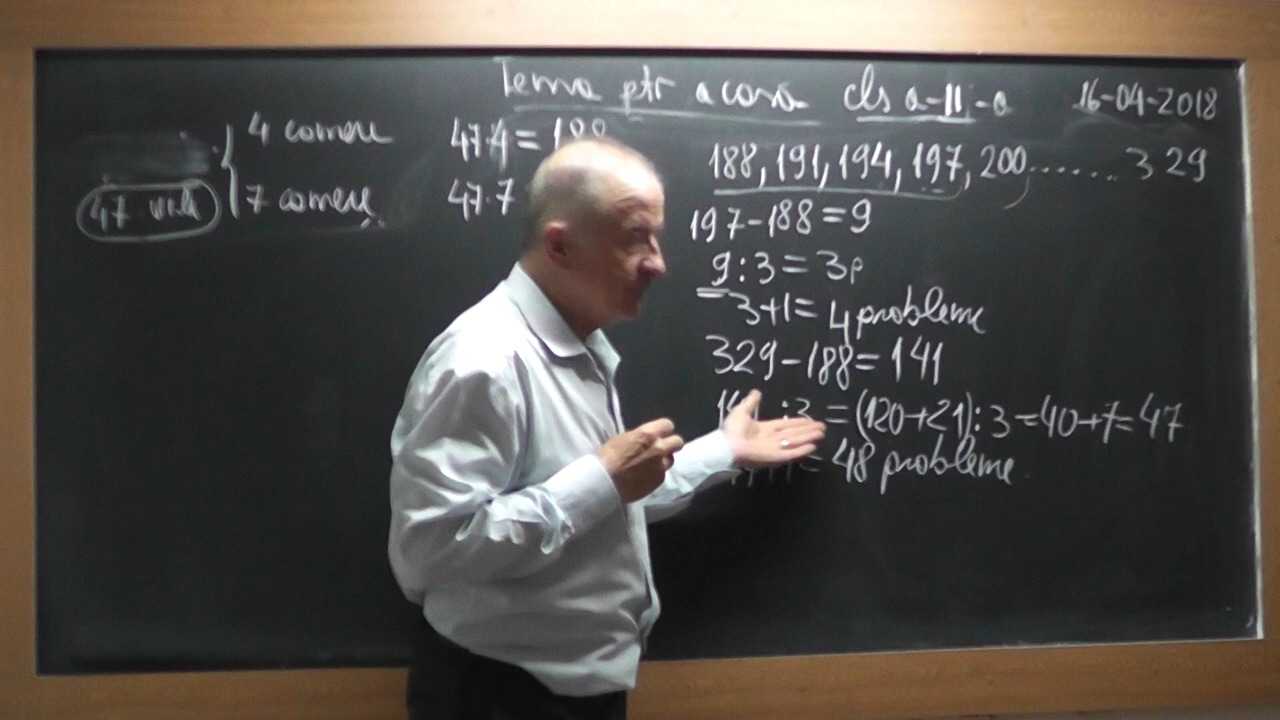 Tema ptr acasa cls a-II-a 16-04-2018
4 camere 47·4 = 188
47 vile 7 camere 47·7
188, 191, 194, 197, 200....... 329
197-188=9
9:3=3p
3+1= 4 probleme
329-188=141
141:3=(120+21):3=40+7=47
= 48 probleme.